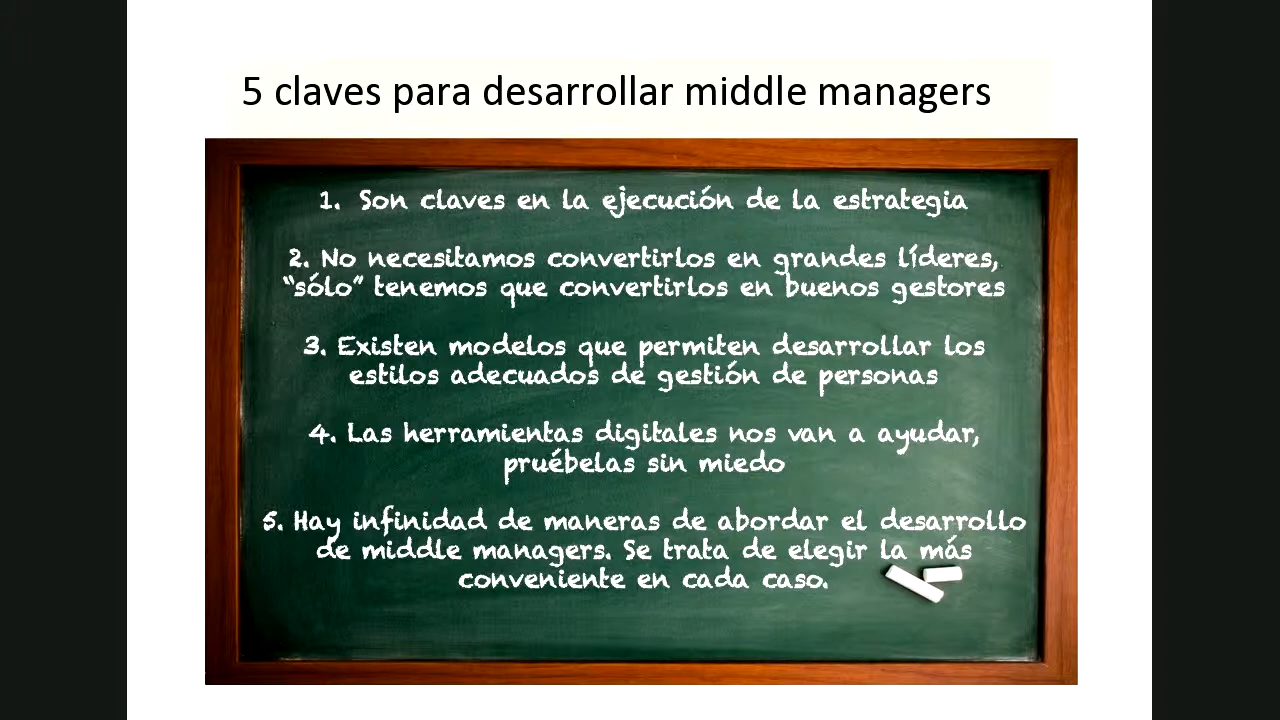 5 claves para desarrollar middle managers
1. Son claves en la ejecución de la estrategia
2. No necesitamos convertirlos en grandes líderes,
“sólo” tenemos que convertirlos en buenos gestores
3. Existen modelos que permiten desarrollar los
estilos adecuados de gestión de personas
4. Las herramientas digitales nos van a ayudar,
pruébelas sin miedo
5. Hay infinidad de maneras de abordar el desarrollo
de middle managers. Se trata de elegir la más
conveniente en cada caso.